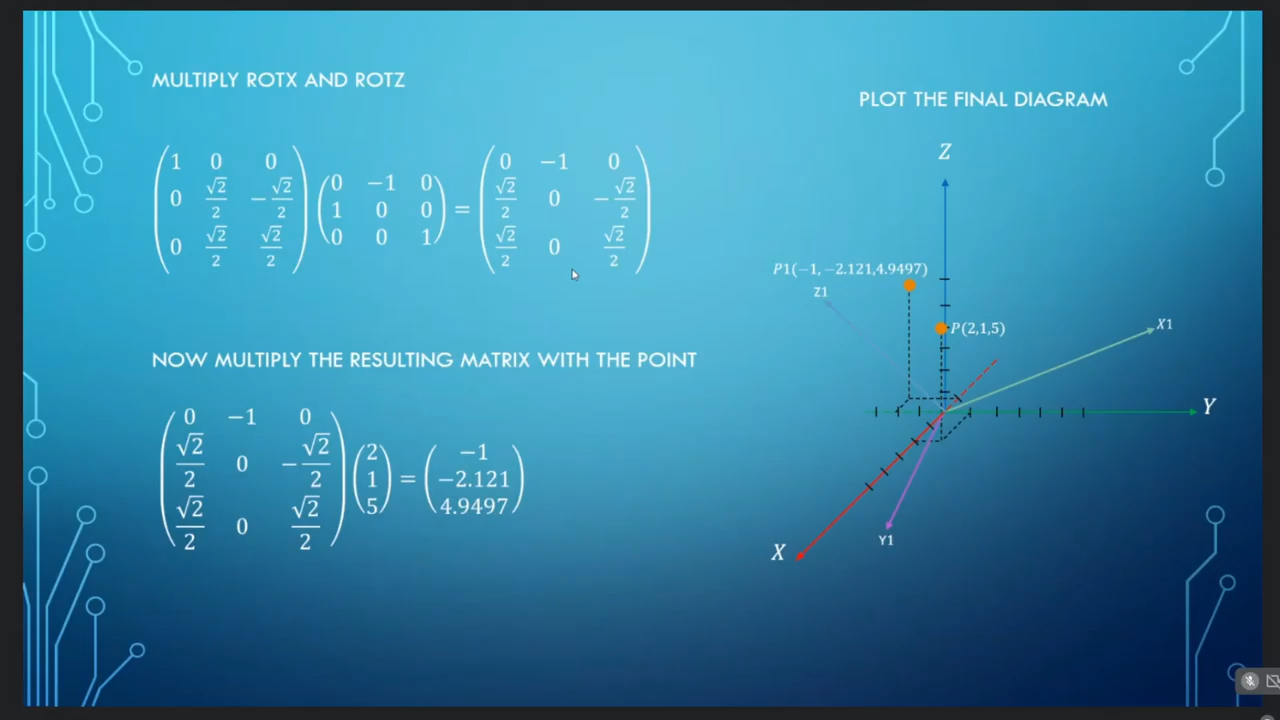 MULTIPLY ROTX AND ROTZ
1 0 0
0 √2/2 −√2/2
0 √2/2 √2/2
0 −1 0
1 0 0
0 0 1
=
0 −1 0
√2/2 0 −√2/2
√2/2 0 √2/2
NOW MULTIPLY THE RESULTING MATRIX WITH THE POINT
0 −1 0
√2/2 0 −√2/2
√2/2 0 √2/2
2
1
5
=
−1
−2.121
4.9497
PLOT THE FINAL DIAGRAM
Z
P1(−1,−2.121,4.9497)
Z1
P(2,1,5)
X1
Y
Y1
X